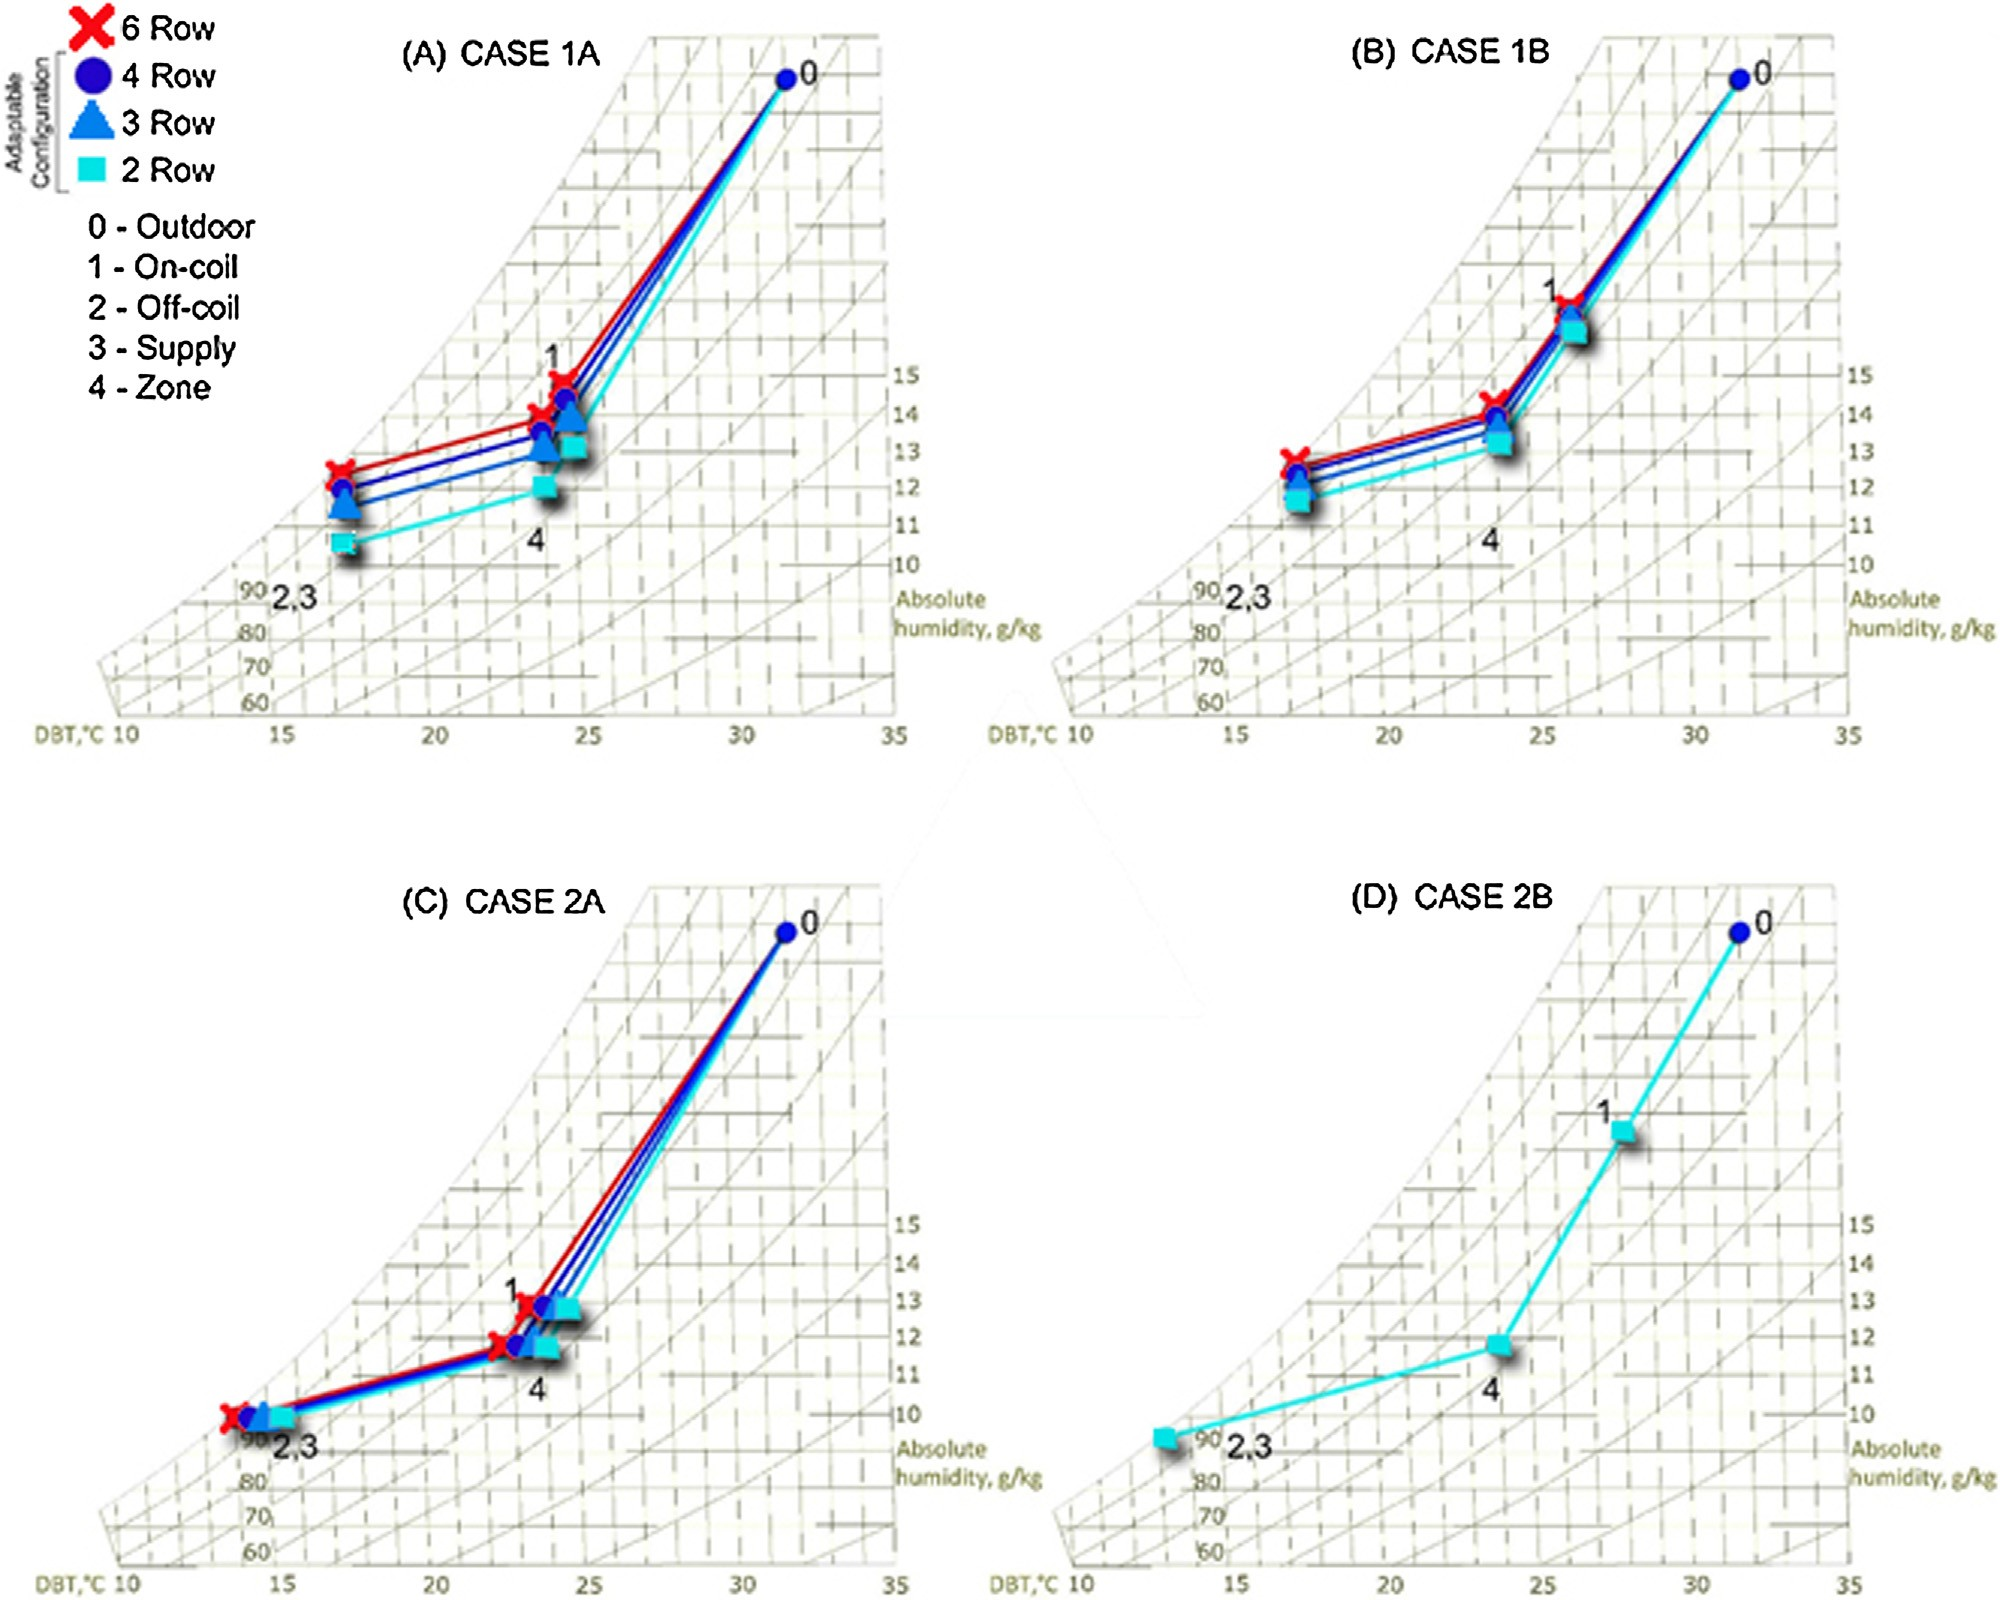 6 Row
4 Row
3 Row
2 Row
Adaptable
Configuration
0 - Outdoor
1 - On-coil
2 - Off-coil
3 - Supply
4 - Zone
(A) CASE 1A
0
1
4
2,3
15
14
13
12
11
10
Absolute
humidity, g/kg
90
80
70
60
DBT,°C 10 15 20 25 30 35
(B) CASE 1B
0
1
4
2,3
15
14
13
12
11
10
Absolute
humidity, g/kg
90
80
70
60
DBT,°C 10 15 20 25 30 35
(C) CASE 2A
0
1
4
2,3
15
14
13
12
11
10
Absolute
humidity, g/kg
90
80
70
60
DBT,°C 10 15 20 25 30 35
(D) CASE 2B
0
1
4
2,3
15
14
13
12
11
10
Absolute
humidity, g/kg
90
80
70
60
DBT,°C 10 15 20 25 30 35